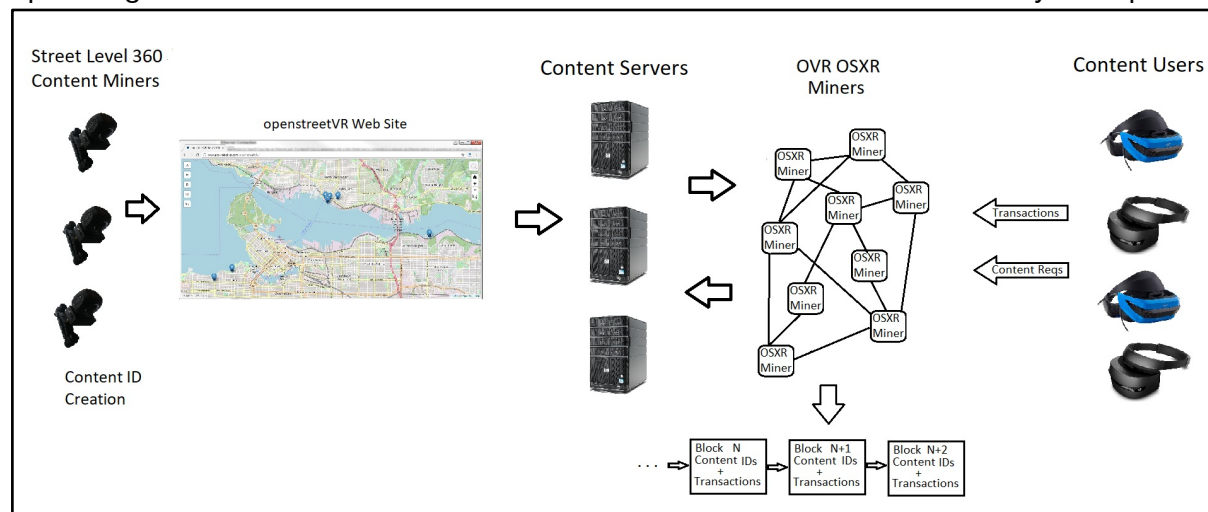 Street Level 360
Content Miners
openstreetVR Web Site
Content ID
Creation
Content Servers
OVR OSXR
Miners
OSXR
Miner
OSXR
Miner
OSXR
Miner
OSXR
Miner
OSXR
Miner
OSXR
Miner
OSXR
Miner
OSXR
Miner
OSXR
Miner
Content Users
Transactions
Content Reqs
. . .
Block N
Content IDs
+
Transactions
Block N+1
Content IDs
+
Transactions
Block N+2
Content IDs
+
Transactions